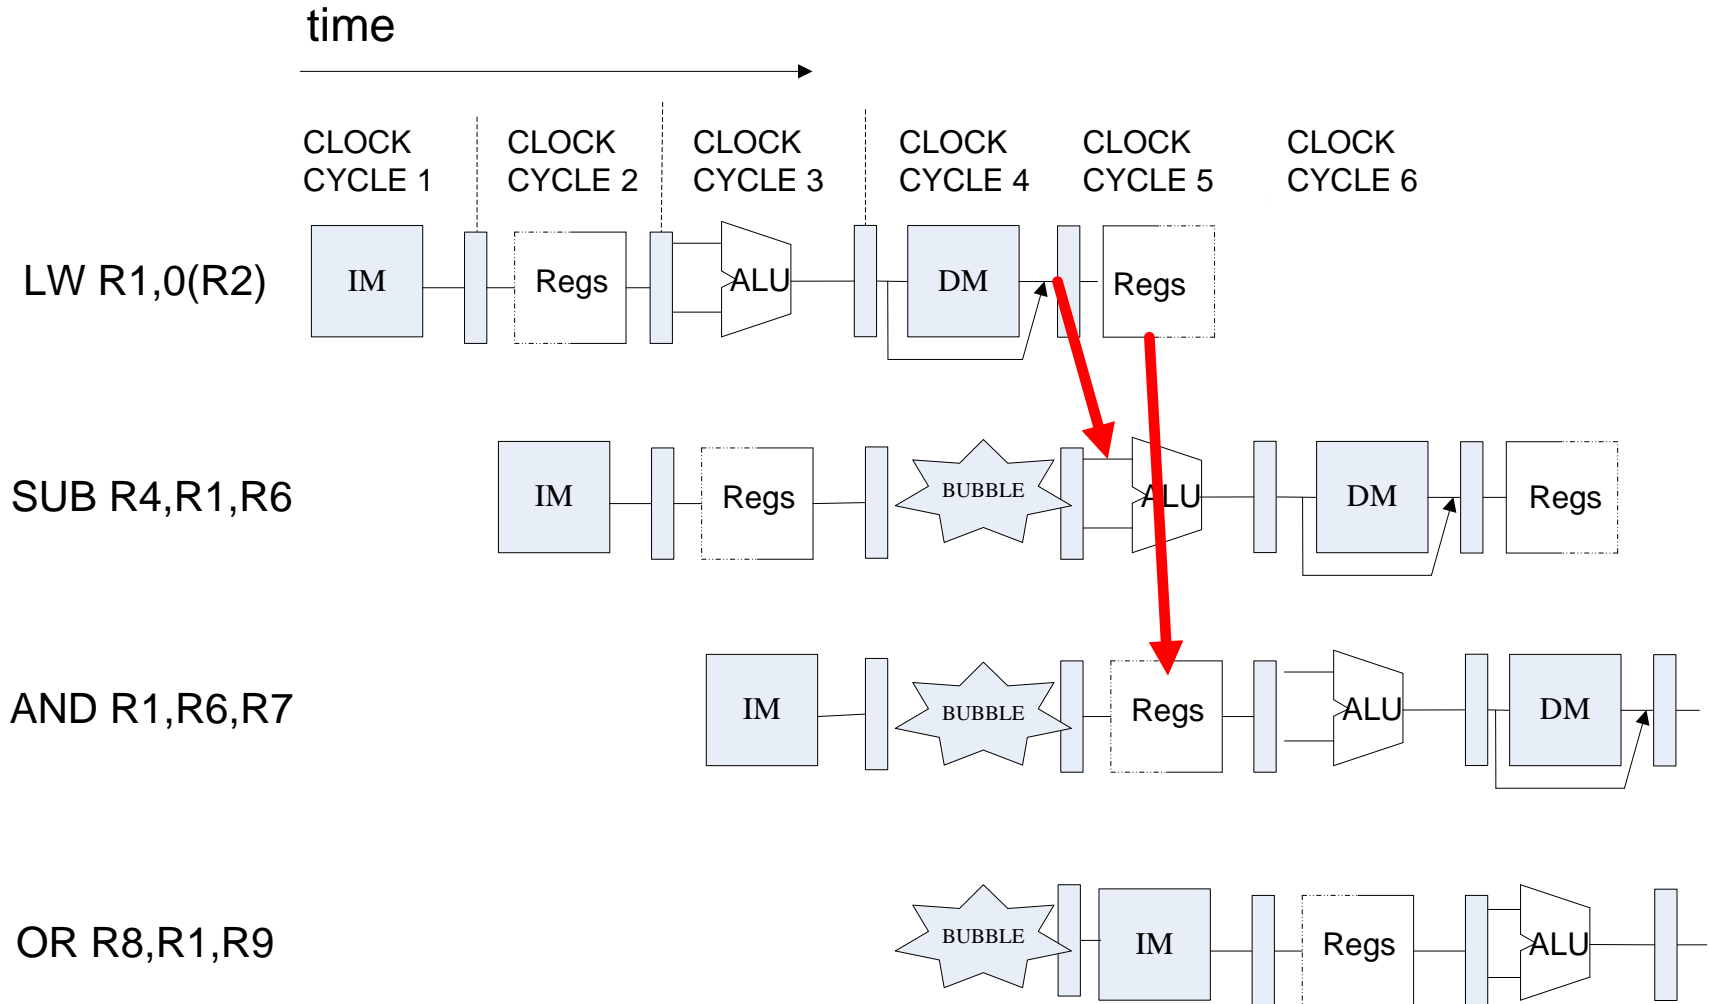 time
CLOCK CYCLE 1
CLOCK CYCLE 2
CLOCK CYCLE 3
CLOCK CYCLE 4
CLOCK CYCLE 5
CLOCK CYCLE 6
LW R1,0(R2)
IM
Regs
ALU
DM
Regs
SUB R4,R1,R6
IM
Regs
BUBBLE
ALU
DM
Regs
AND R1,R6,R7
IM
BUBBLE
Regs
ALU
DM
OR R8,R1,R9
BUBBLE
IM
Regs
ALU